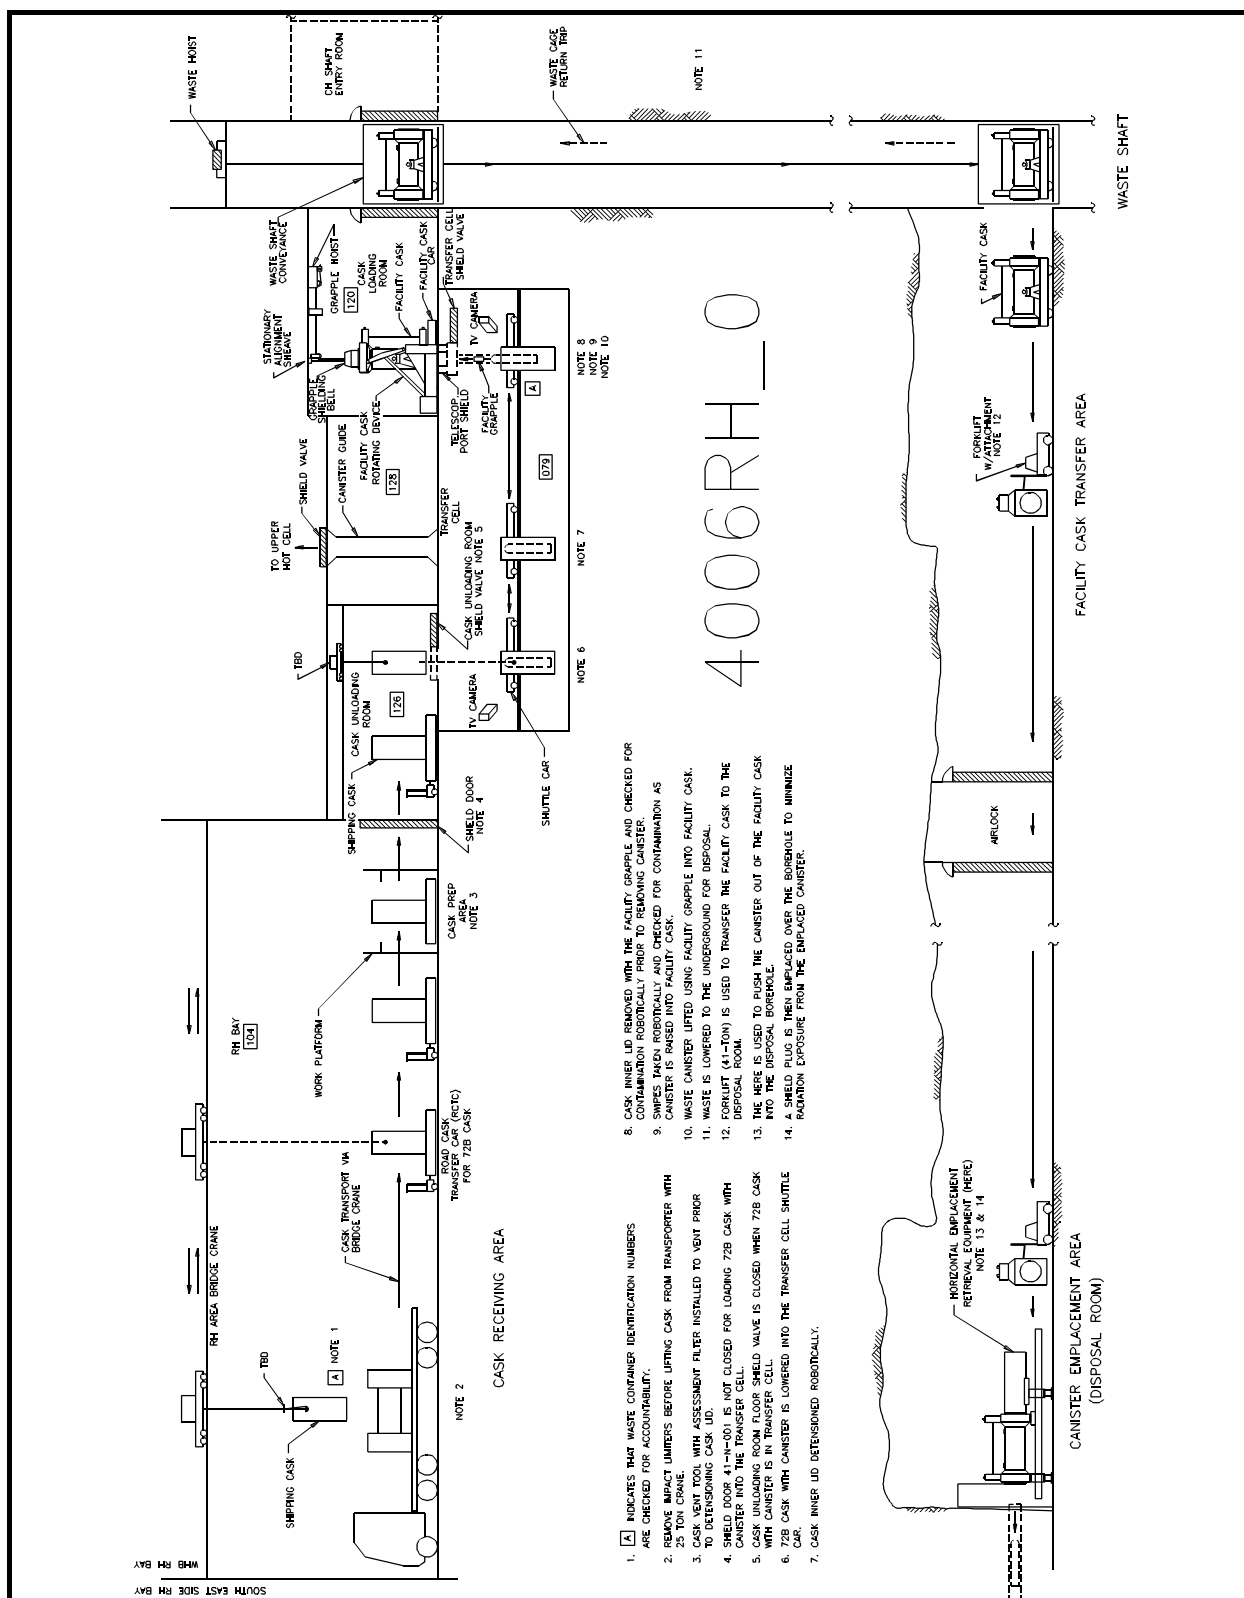 WASTE HOIST
CH SHAFT
ENTRY ROOM
WASTE CAGE
RETURN TRIP
NOTE 11
WASTE SHAFT
WASTE SHAFT
CONVEYANCE
GRAPPLE HOIST
120
CASK
LOADING
ROOM
FACILITY CASK
FACILITY CASK
CAR
TRANSFER CELL
SHIELD VALVE
STATIONARY
ALIGNMENT
SHEAVE
GRAPPLE
SHIELDING
BELL
FACILITY CASK
ROTATING DEVICE
128
TELESCOP.
PORT SHIELD
FACILITY
GRAPPLE
TV CAMERA
A
NOTE 8
NOTE 9
NOTE 10
SHIELD VALVE
CANISTER GUIDE
TO UPPER
HOT CELL
TRANSFER
CELL
079
NOTE 7
CASK UNLOADING ROOM
SHIELD VALVE NOTE 5
TBD
NOTE 6
CASK UNLOADING
ROOM
126
TV CAMERA
SHIPPING CASK
SHUTTLE CAR
SHIELD DOOR
NOTE 4
CASK PREP
AREA
NOTE 3
RH BAY
104
WORK PLATFORM
ROAD CASK
TRANSFER CAR (RCTC)
FOR 72B CASK
CASK TRANSPORT VIA
BRIDGE CRANE
RH AREA BRIDGE CRANE
TBD
A NOTE 1
SHIPPING CASK
NOTE 2
CASK RECEIVING AREA
WHB RH BAY
SOUTH EAST SIDE RH BAY
1. A INDICATES THAT WASTE CONTAINER IDENTIFICATION NUMBERS
ARE CHECKED FOR ACCOUNTABILITY.
2. REMOVE IMPACT LIMITERS BEFORE LIFTING CASK FROM TRANSPORTER WITH
25 TON CRANE.
3. CASK VENT TOOL WITH ASSESSMENT FILTER INSTALLED TO VENT PRIOR
TO DETENSIONING CASK LID.
4. SHIELD DOOR 41-N-001 IS NOT CLOSED FOR LOADING 72B CASK WITH
CANISTER INTO THE TRANSFER CELL.
5. CASK UNLOADING ROOM FLOOR SHIELD VALVE IS CLOSED WHEN 72B CASK
WITH CANISTER IS IN TRANSFER CELL.
6. 72B CASK WITH CANISTER IS LOWERED INTO THE TRANSFER CELL SHUTTLE
CAR.
7. CASK INNER LID DETENSIONED ROBOTICALLY.
8. CASK INNER LID REMOVED WITH THE FACILITY GRAPPLE AND CHECKED FOR
CONTAMINATION ROBOTICALLY PRIOR TO REMOVING CANISTER.
9. SWIPES TAKEN ROBOTICALLY AND CHECKED FOR CONTAMINATION AS
CANISTER IS RAISED INTO FACILITY CASK.
10. WASTE CANISTER LIFTED USING FACILITY GRAPPLE INTO FACILITY CASK.
11. WASTE IS LOWERED TO THE UNDERGROUND FOR DISPOSAL.
12. FORKLIFT (41-TON) IS USED TO TRANSFER THE FACILITY CASK TO THE
DISPOSAL ROOM.
13. THE HERE IS USED TO PUSH THE CANISTER OUT OF THE FACILITY CASK
INTO THE DISPOSAL BOREHOLE.
14. A SHIELD PLUG IS THEN EMPLACED OVER THE BOREHOLE TO MINIMIZE
RADIATION EXPOSURE FROM THE EMPLACED CANISTER.
4006RH_0
FACILITY CASK
FORKLIFT
W/ATTACHMENT
NOTE 12
FACILITY CASK TRANSFER AREA
AIRLOCK
HORIZONTAL EMPLACEMENT
RETRIEVAL EQUIPMENT (HERE)
NOTE 13 & 14
CANISTER EMPLACEMENT AREA
(DISPOSAL ROOM)